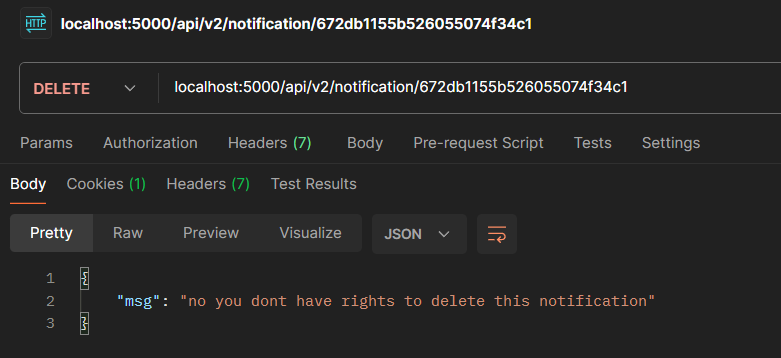 HTTP localhost:5000/api/v2/notification/672db1155b526055074f34c1
DELETE localhost:5000/api/v2/notification/672db1155b526055074f34c1
Params Authorization Headers (7) Body Pre-request Script Tests Settings
Body Cookies (1) Headers (7) Test Results
Pretty Raw Preview Visualize JSON
1 {
2 "msg": "no you dont have rights to delete this notification"
3 }